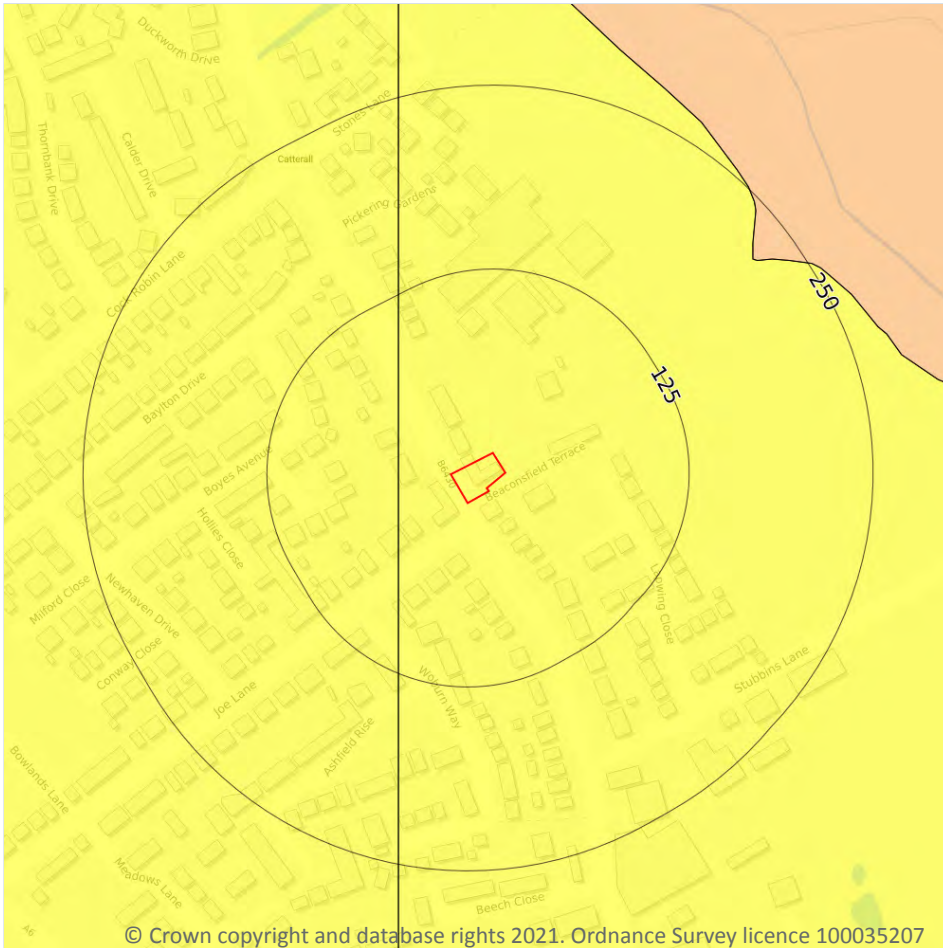 Duckworth Drive
Stones Lane
Thornbank Drive
Calder Drive
Catterall
Pickering Gardens
Cock Robin Lane
250
125
Baylton Drive
Boyes Avenue
B6430
Beaconsfield Terrace
Hollies Close
Milford Close
Newhaven Drive
Lapwing Close
Conway Close
Stubbins Lane
Joe Lane
Woburn Way
Ashfield Rise
Bowlands Lane
Meadows Lane
Beech Close
A6
© Crown copyright and database rights 2021. Ordnance Survey licence 100035207